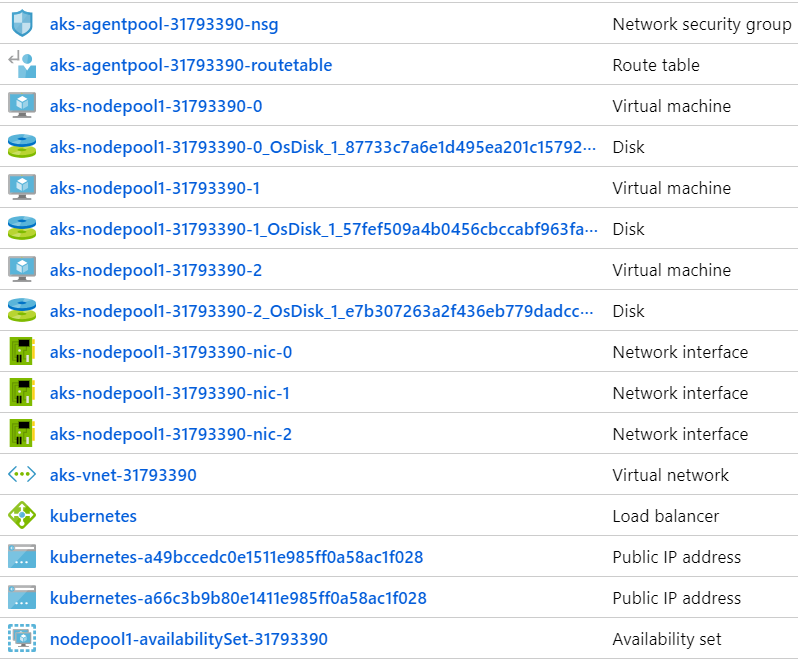 aks-agentpool-31793390-nsg Network security group
aks-agentpool-31793390-routetable Route table
aks-nodepool1-31793390-0 Virtual machine
aks-nodepool1-31793390-0_OsDisk_1_87733c7a6e1d495ea201c15792··· Disk
aks-nodepool1-31793390-1 Virtual machine
aks-nodepool1-31793390-1_OsDisk_1_57fef509a4b0456cbccabf963fa··· Disk
aks-nodepool1-31793390-2 Virtual machine
aks-nodepool1-31793390-2_OsDisk_1_e7b307263a2f436eb779dadcc··· Disk
aks-nodepool1-31793390-nic-0 Network interface
aks-nodepool1-31793390-nic-1 Network interface
aks-nodepool1-31793390-nic-2 Network interface
aks-vnet-31793390 Virtual network
kubernetes Load balancer
kubernetes-a49bccedc0e1511e985ff0a58ac1f028 Public IP address
kubernetes-a66c3b9b80e1411e985ff0a58ac1f028 Public IP address
nodepool1-availabilitySet-31793390 Availability set